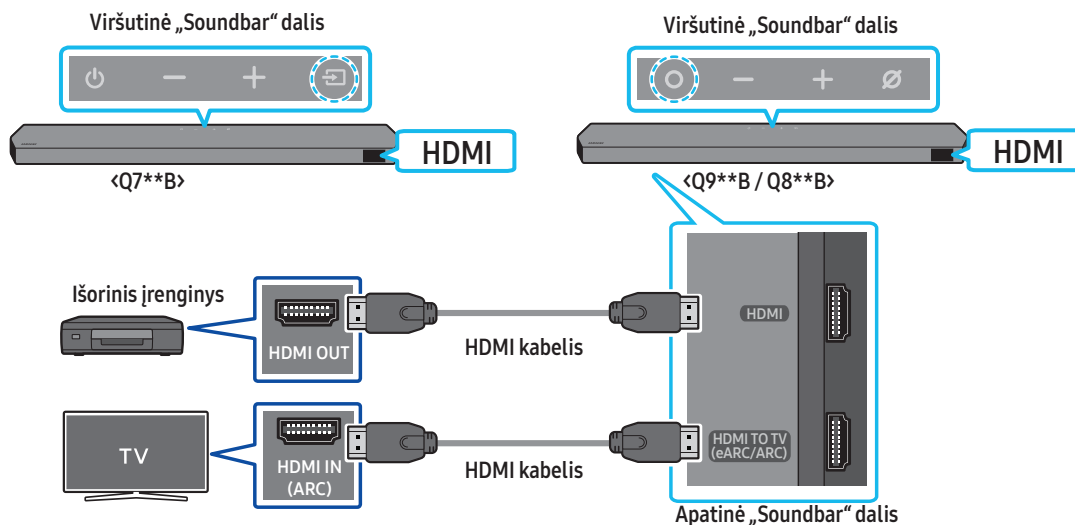 Viršutinė „Soundbar“ dalis
HDMI
<Q7**B>
Viršutinė „Soundbar“ dalis
HDMI
<Q9**B / Q8**B>
Išorinis įrenginys
HDMI OUT
HDMI kabelis
HDMI
TV
HDMI IN
(ARC)
HDMI kabelis
HDMI TO TV
(eARC/ARC)
Apatinė „Soundbar“ dalis